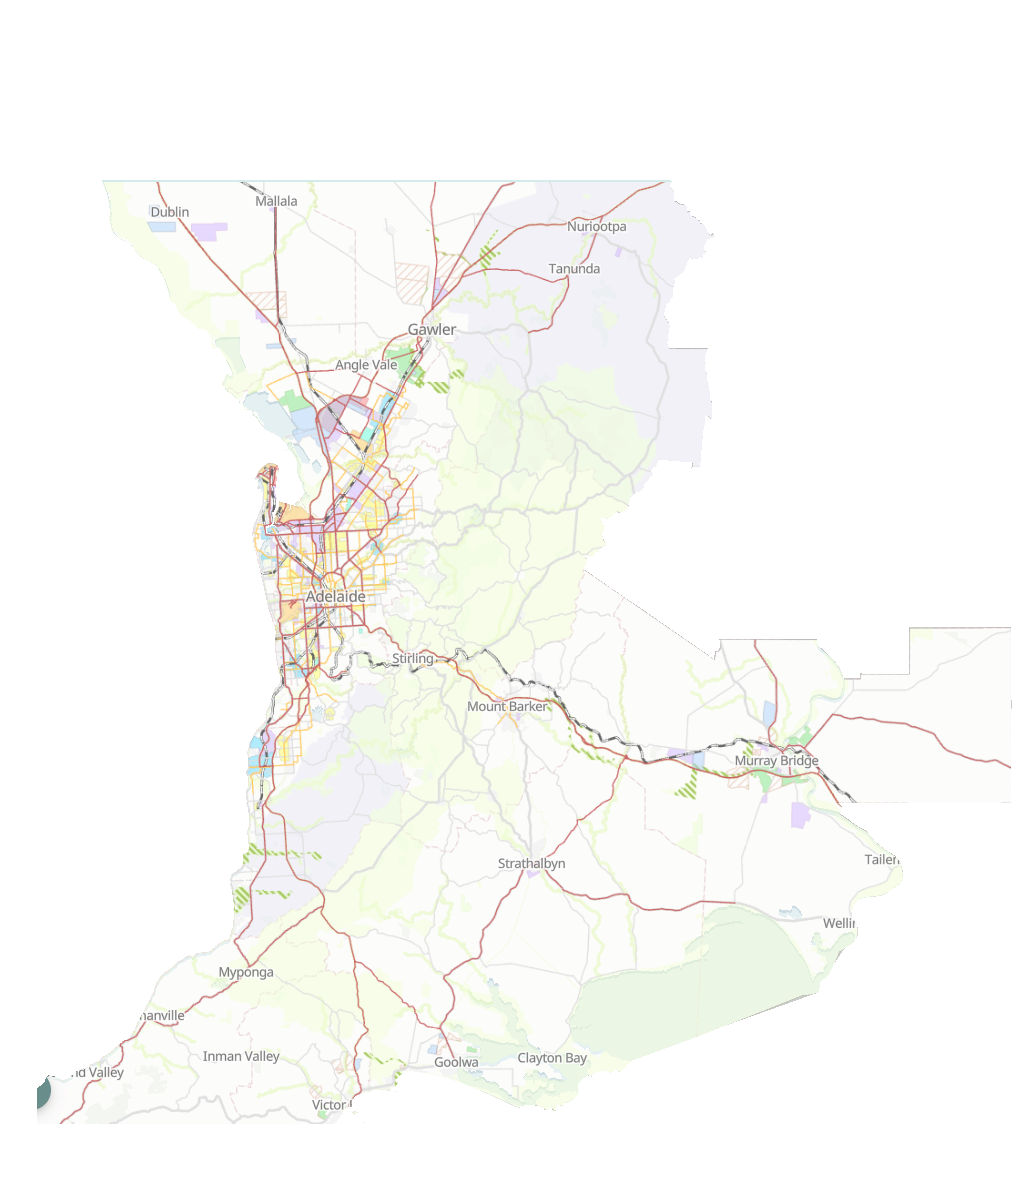 Mallala
Dublin
Nuriootpa
Tanunda
Gawler
Angle Vale
Adelaide
Stirling
Mount Barker
Murray Bridge
Strathalbyn
Tailen
Wellin
Myponga
nanville
Inman Valley
Clayton Bay
Goolwa
nd Valley
Victor